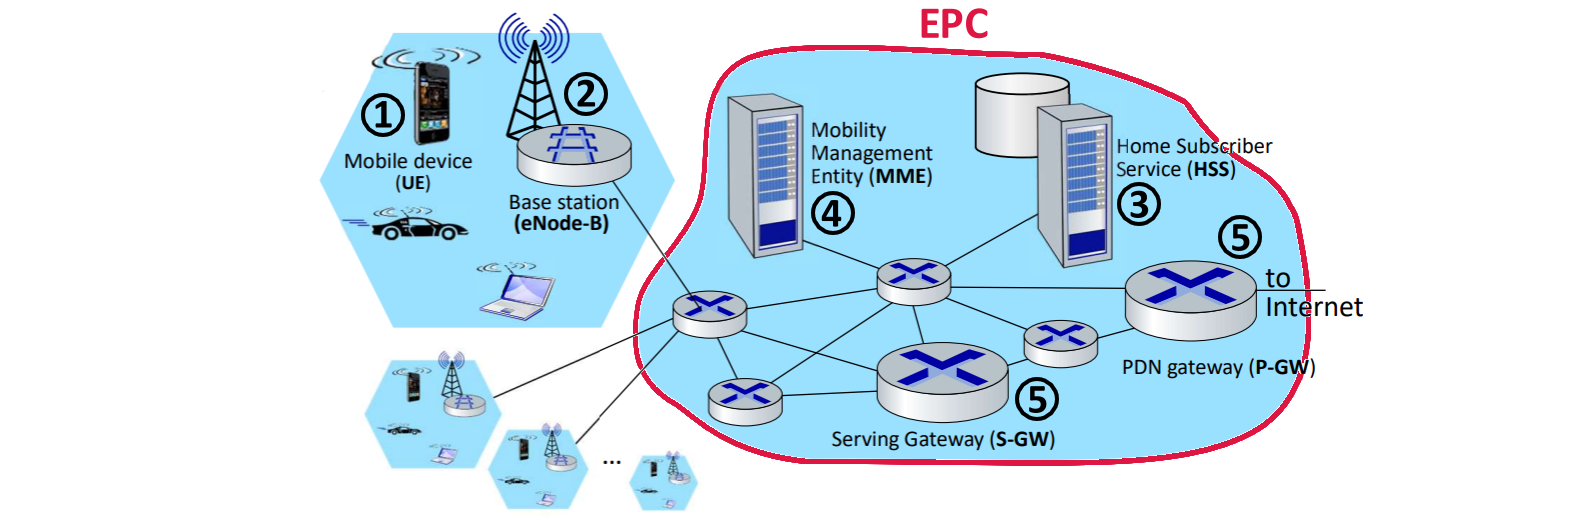 EPC
①
②
Mobile device
(UE)
Base station
(eNode-B)
Mobility
Management
Entity (MME)
④
Home Subscriber
Service (HSS)
③
⑤
to
Internet
PDN gateway (P-GW)
⑤
Serving Gateway (S-GW)
...